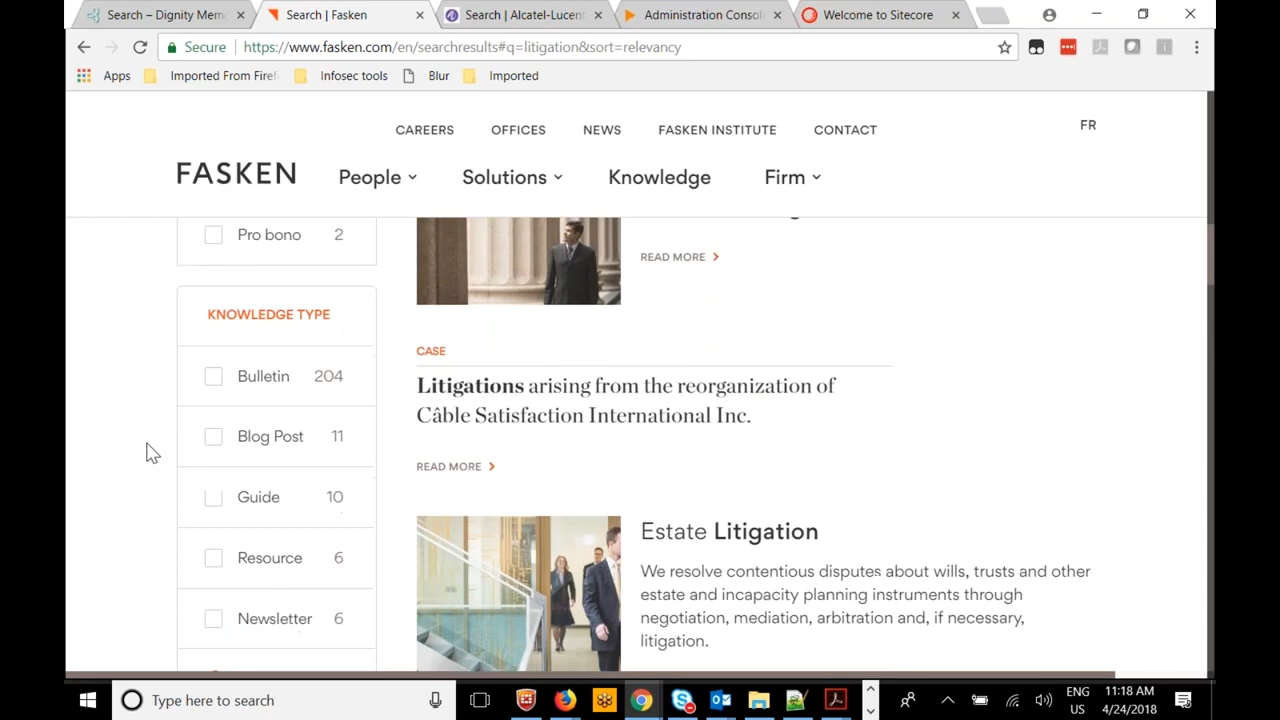 Search – Dignity Mem
Search | Fasken
Search | Alcatel-Lucen
Administration Consol
Welcome to Sitecore
Secure
https://www.fasken.com/en/searchresults#q=litigation&sort=relevancy
Apps
Imported From Firef
Infosec tools
Blur
Imported
CAREERS
OFFICES
NEWS
FASKEN INSTITUTE
CONTACT
FR
FASKEN
People
Solutions
Knowledge
Firm
Pro bono 2
READ MORE
KNOWLEDGE TYPE
Bulletin 204
Blog Post 11
Guide 10
Resource 6
Newsletter 6
CASE
Litigations arising from the reorganization of
Câble Satisfaction International Inc.
READ MORE
Estate Litigation
We resolve contentious disputes about wills, trusts and other
estate and incapacity planning instruments through
negotiation, mediation, arbitration and, if necessary,
litigation.
Type here to search
ENG
US
11:18 AM
4/24/2018